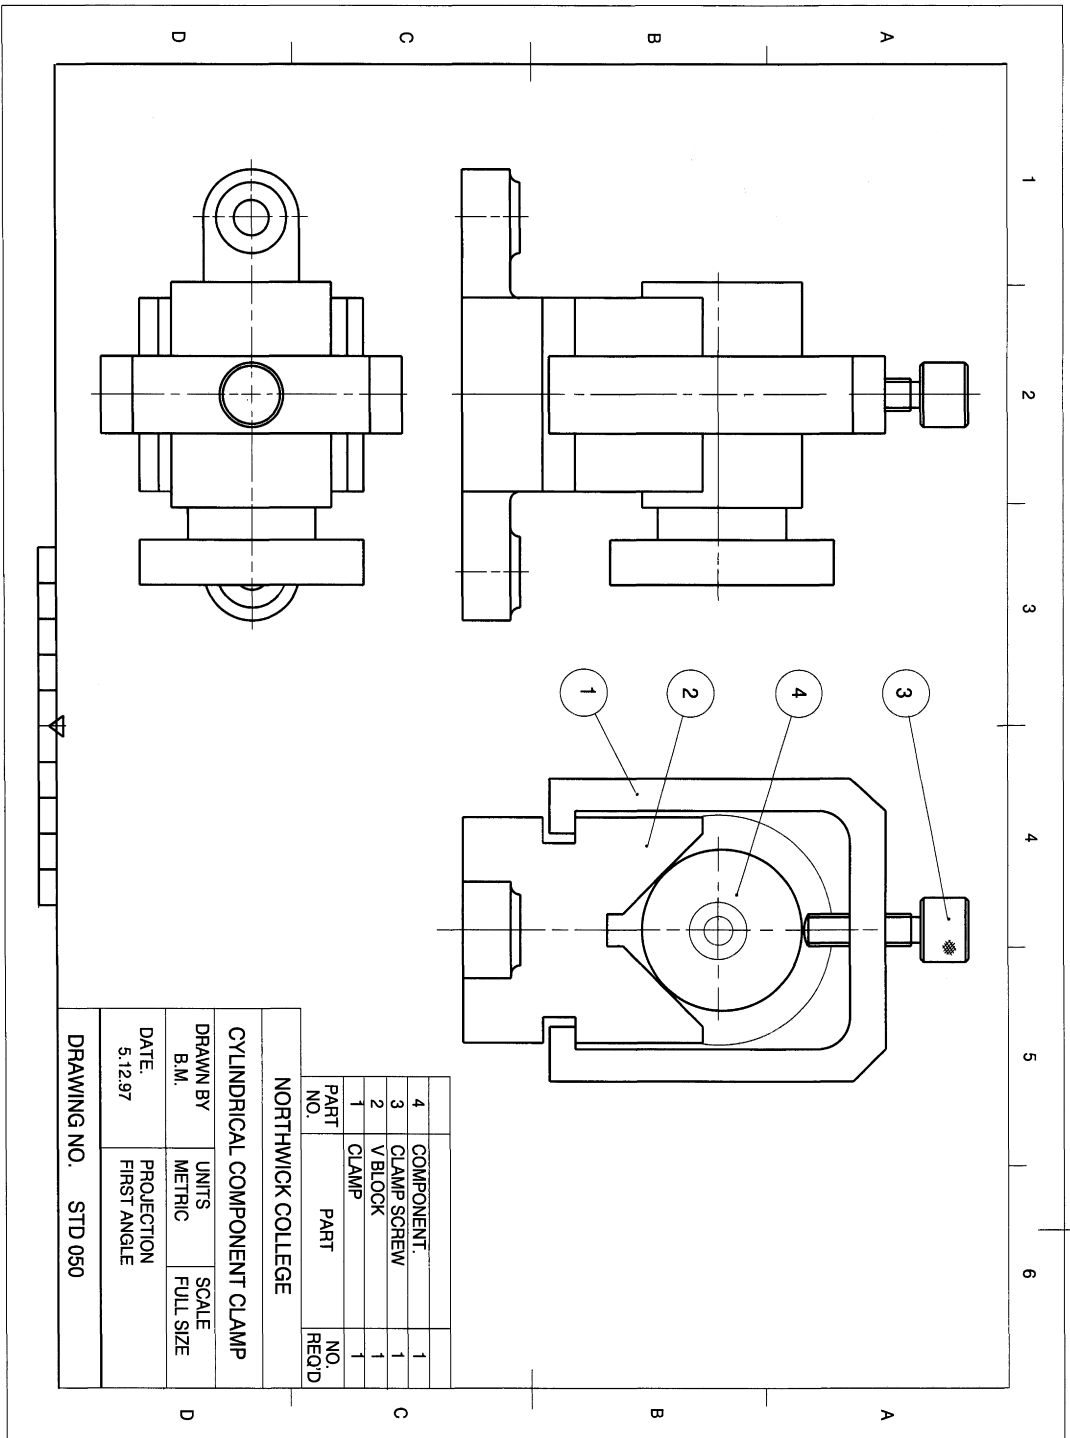 1 2 3 4 5 6
A
B
C
D
A
B
C
D
3
4
2
1
4 COMPONENT. 1
3 CLAMP SCREW 1
2 V BLOCK 1
1 CLAMP 1
PART NO. PART NO. REQ'D
NORTHWICK COLLEGE
CYLINDRICAL COMPONENT CLAMP
DRAWN BY
B.M.
UNITS
METRIC
SCALE
FULL SIZE
DATE.
5.12.97
PROJECTION
FIRST ANGLE
DRAWING NO. STD 050